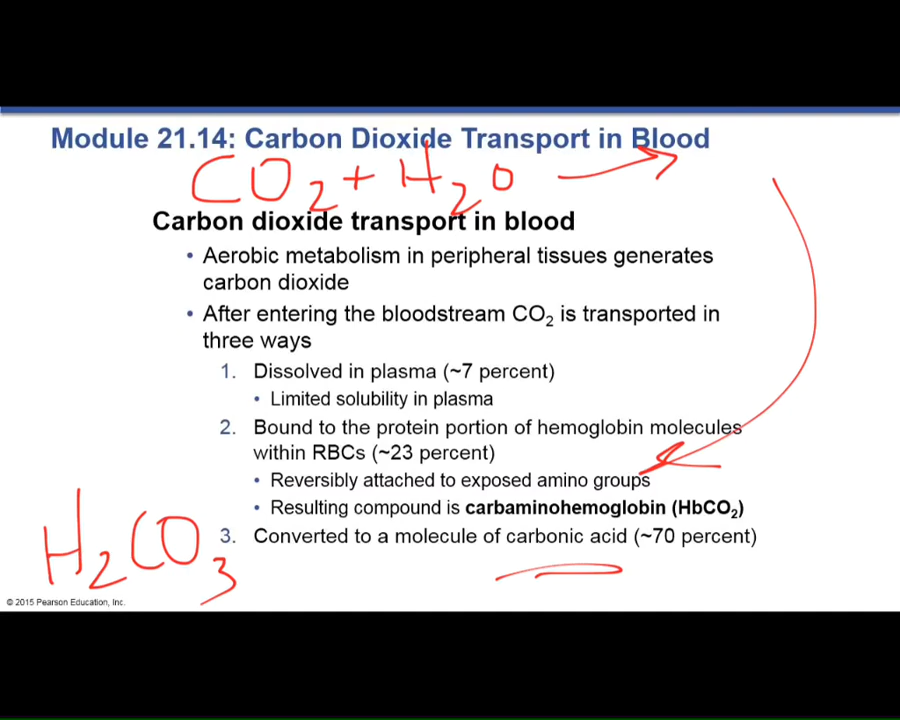 Module 21.14: Carbon Dioxide Transport in Blood
CO₂ + H₂O →
Carbon dioxide transport in blood
• Aerobic metabolism in peripheral tissues generates
carbon dioxide
• After entering the bloodstream CO₂ is transported in
three ways
1. Dissolved in plasma (~7 percent)
• Limited solubility in plasma
2. Bound to the protein portion of hemoglobin molecules
within RBCs (~23 percent)
• Reversibly attached to exposed amino groups
• Resulting compound is carbaminohemoglobin (HbCO₂)
3. Converted to a molecule of carbonic acid (~70 percent)
H₂CO₃
© 2015 Pearson Education, Inc.